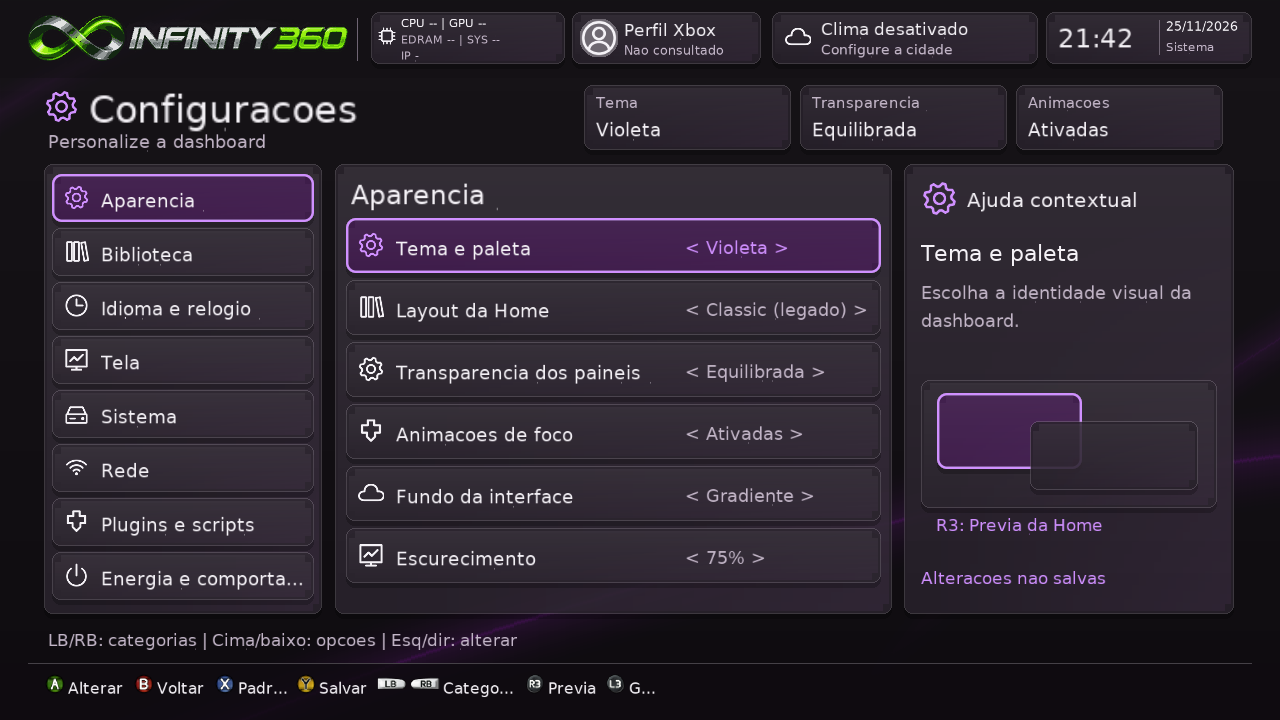 INFINITY 360
CPU -- | GPU --
EDRAM -- | SYS --
IP -
Perfil Xbox
Nao consultado
Clima desativado
Configure a cidade
21:42
25/11/2026
Sistema
Configuracoes
Personalize a dashboard
Tema
Violeta
Transparencia
Equilibrada
Animacoes
Ativadas
Aparencia
Biblioteca
Idioma e relogio
Tela
Sistema
Rede
Plugins e scripts
Energia e comporta...
Aparencia
Tema e paleta < Violeta >
Layout da Home < Classic (legado) >
Transparencia dos paineis < Equilibrada >
Animacoes de foco < Ativadas >
Fundo da interface < Gradiente >
Escurecimento < 75% >
Ajuda contextual
Tema e paleta
Escolha a identidade visual da
dashboard.
R3: Previa da Home
Alteracoes nao salvas
LB/RB: categorias | Cima/baixo: opcoes | Esq/dir: alterar
A Alterar B Voltar X Padr... Y Salvar LB RB Catego... R3 Previa L3 G...